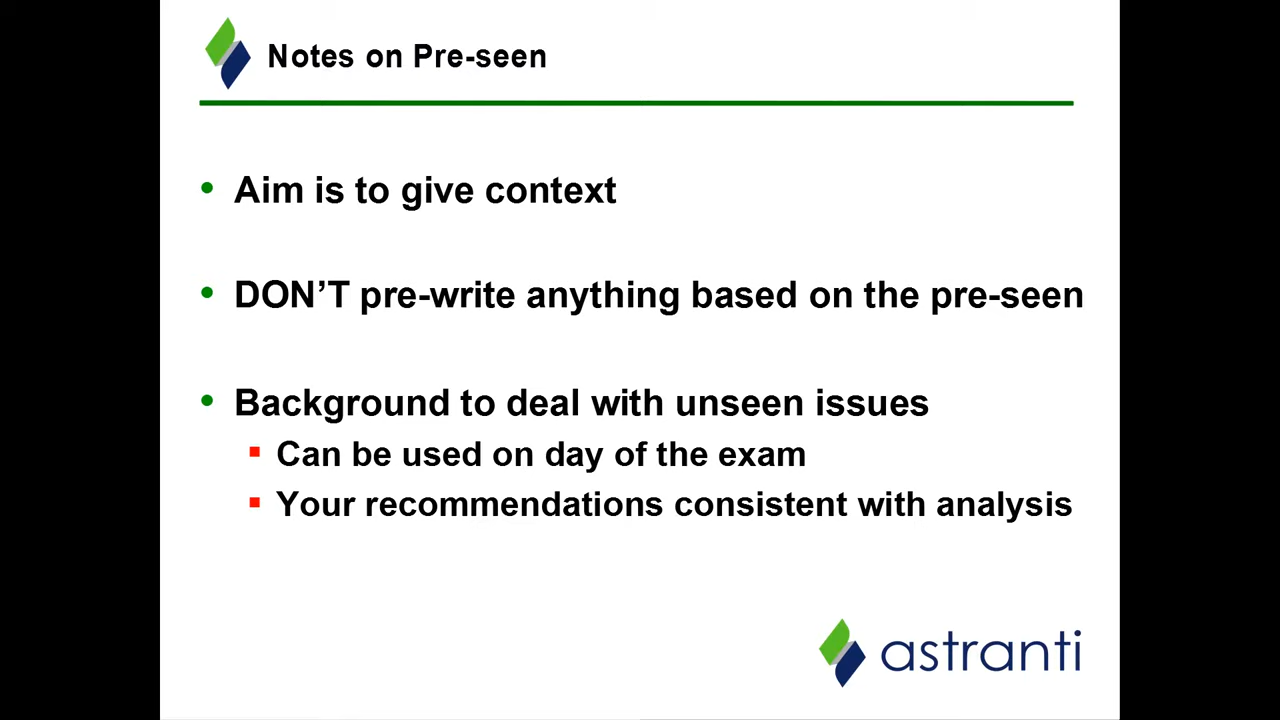 Notes on Pre-seen
• Aim is to give context
• DON’T pre-write anything based on the pre-seen
• Background to deal with unseen issues
▪ Can be used on day of the exam
▪ Your recommendations consistent with analysis
astranti